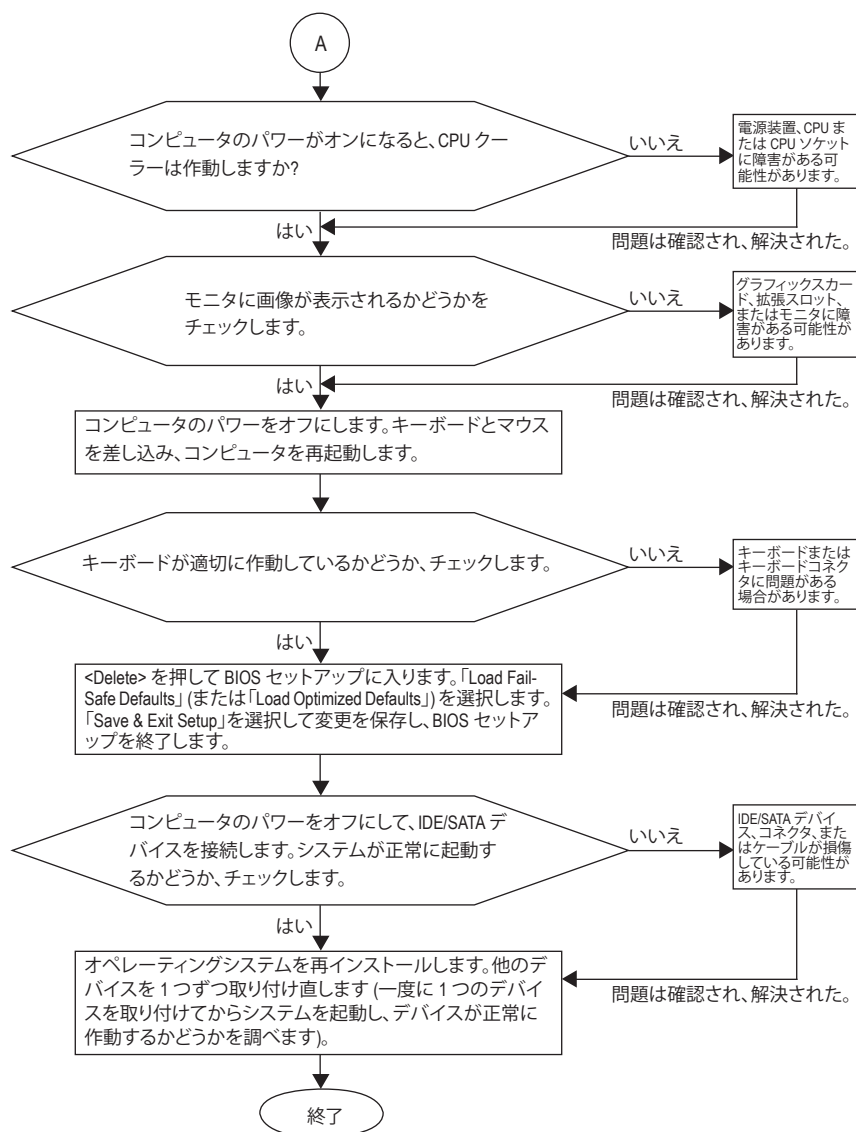 A
コンピュータのパワーがオンになると、CPU クー
ラーは作動しますか?
いいえ
電源装置、CPU ま
たは CPU ソケット
に障害がある可
能性があります。
はい
問題は確認され、解決された。
モニタに画像が表示されるかどうかを
チェックします。
いいえ
グラフィックスカー
ド、拡張スロット、
またはモニタに障
害がある可能性が
あります。
はい
問題は確認され、解決された。
コンピュータのパワーをオフにします。キーボードとマウス
を差し込み、コンピュータを再起動します。
キーボードが適切に作動しているかどうか、チェックします。
いいえ
キーボードまたは
キーボードコネク
タに問題がある
場合があります。
はい
<Delete> を押して BIOS セットアップに入ります。「Load Fail-
Safe Defaults」 (または「Load Optimized Defaults」) を選択します。
「Save & Exit Setup」を選択して変更を保存し、BIOS セットア
ップを終了します。
問題は確認され、解決された。
コンピュータのパワーをオフにして、IDE/SATA デ
バイスを接続します。システムが正常に起動す
るかどうか、チェックします。
いいえ
IDE/SATA デバイ
ス、コネクタ、また
はケーブルが損傷
している可能性が
あります。
はい
オペレーティングシステムを再インストールします。他のデ
バイスを 1 つずつ取り付け直します (一度に 1 つのデバイ
スを取り付けてからシステムを起動し、デバイスが正常に
作動するかどうかを調べます)。
問題は確認され、解決された。
終了